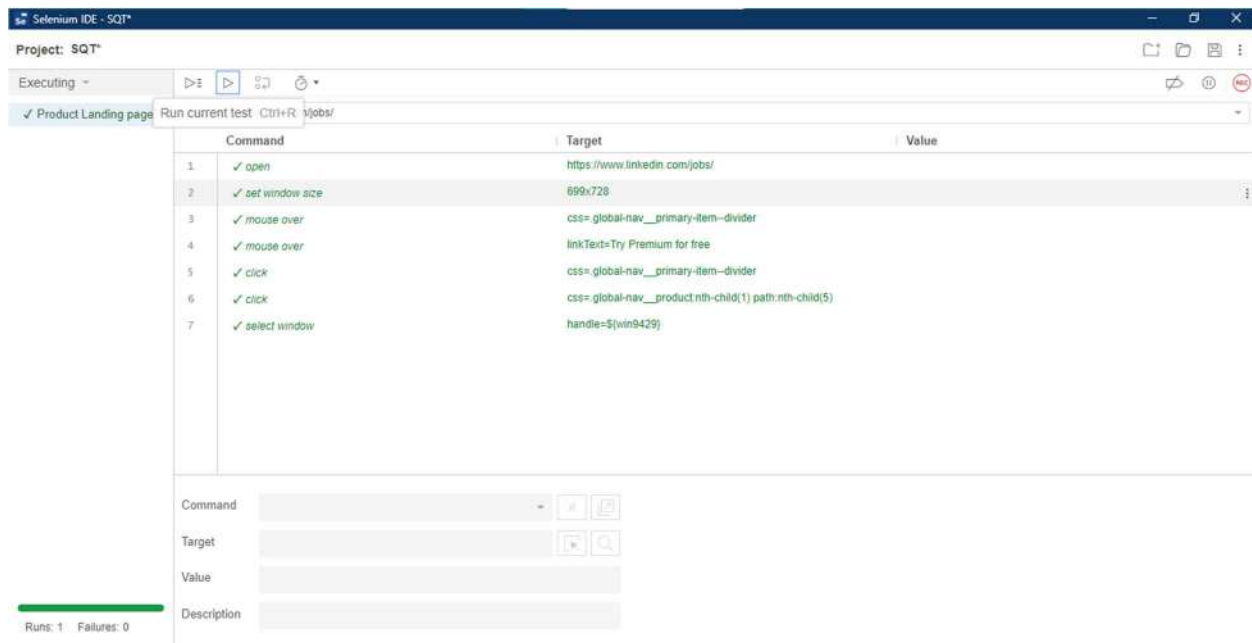 Selenium IDE - SQT*
Project: SQT*
Executing
✓ Product Landing page
Run current test Ctrl+R
/jobs/
Command Target Value
1 ✓ open https://www.linkedin.com/jobs/
2 ✓ set window size 699x728
3 ✓ mouse over css=.global-nav__primary-item--divider
4 ✓ mouse over linkText=Try Premium for free
5 ✓ click css=.global-nav__primary-item--divider
6 ✓ click css=.global-nav__product:nth-child(1) path:nth-child(5)
7 ✓ select window handle=${win9429}
Command
Target
Value
Description
Runs: 1 Failures: 0
REC